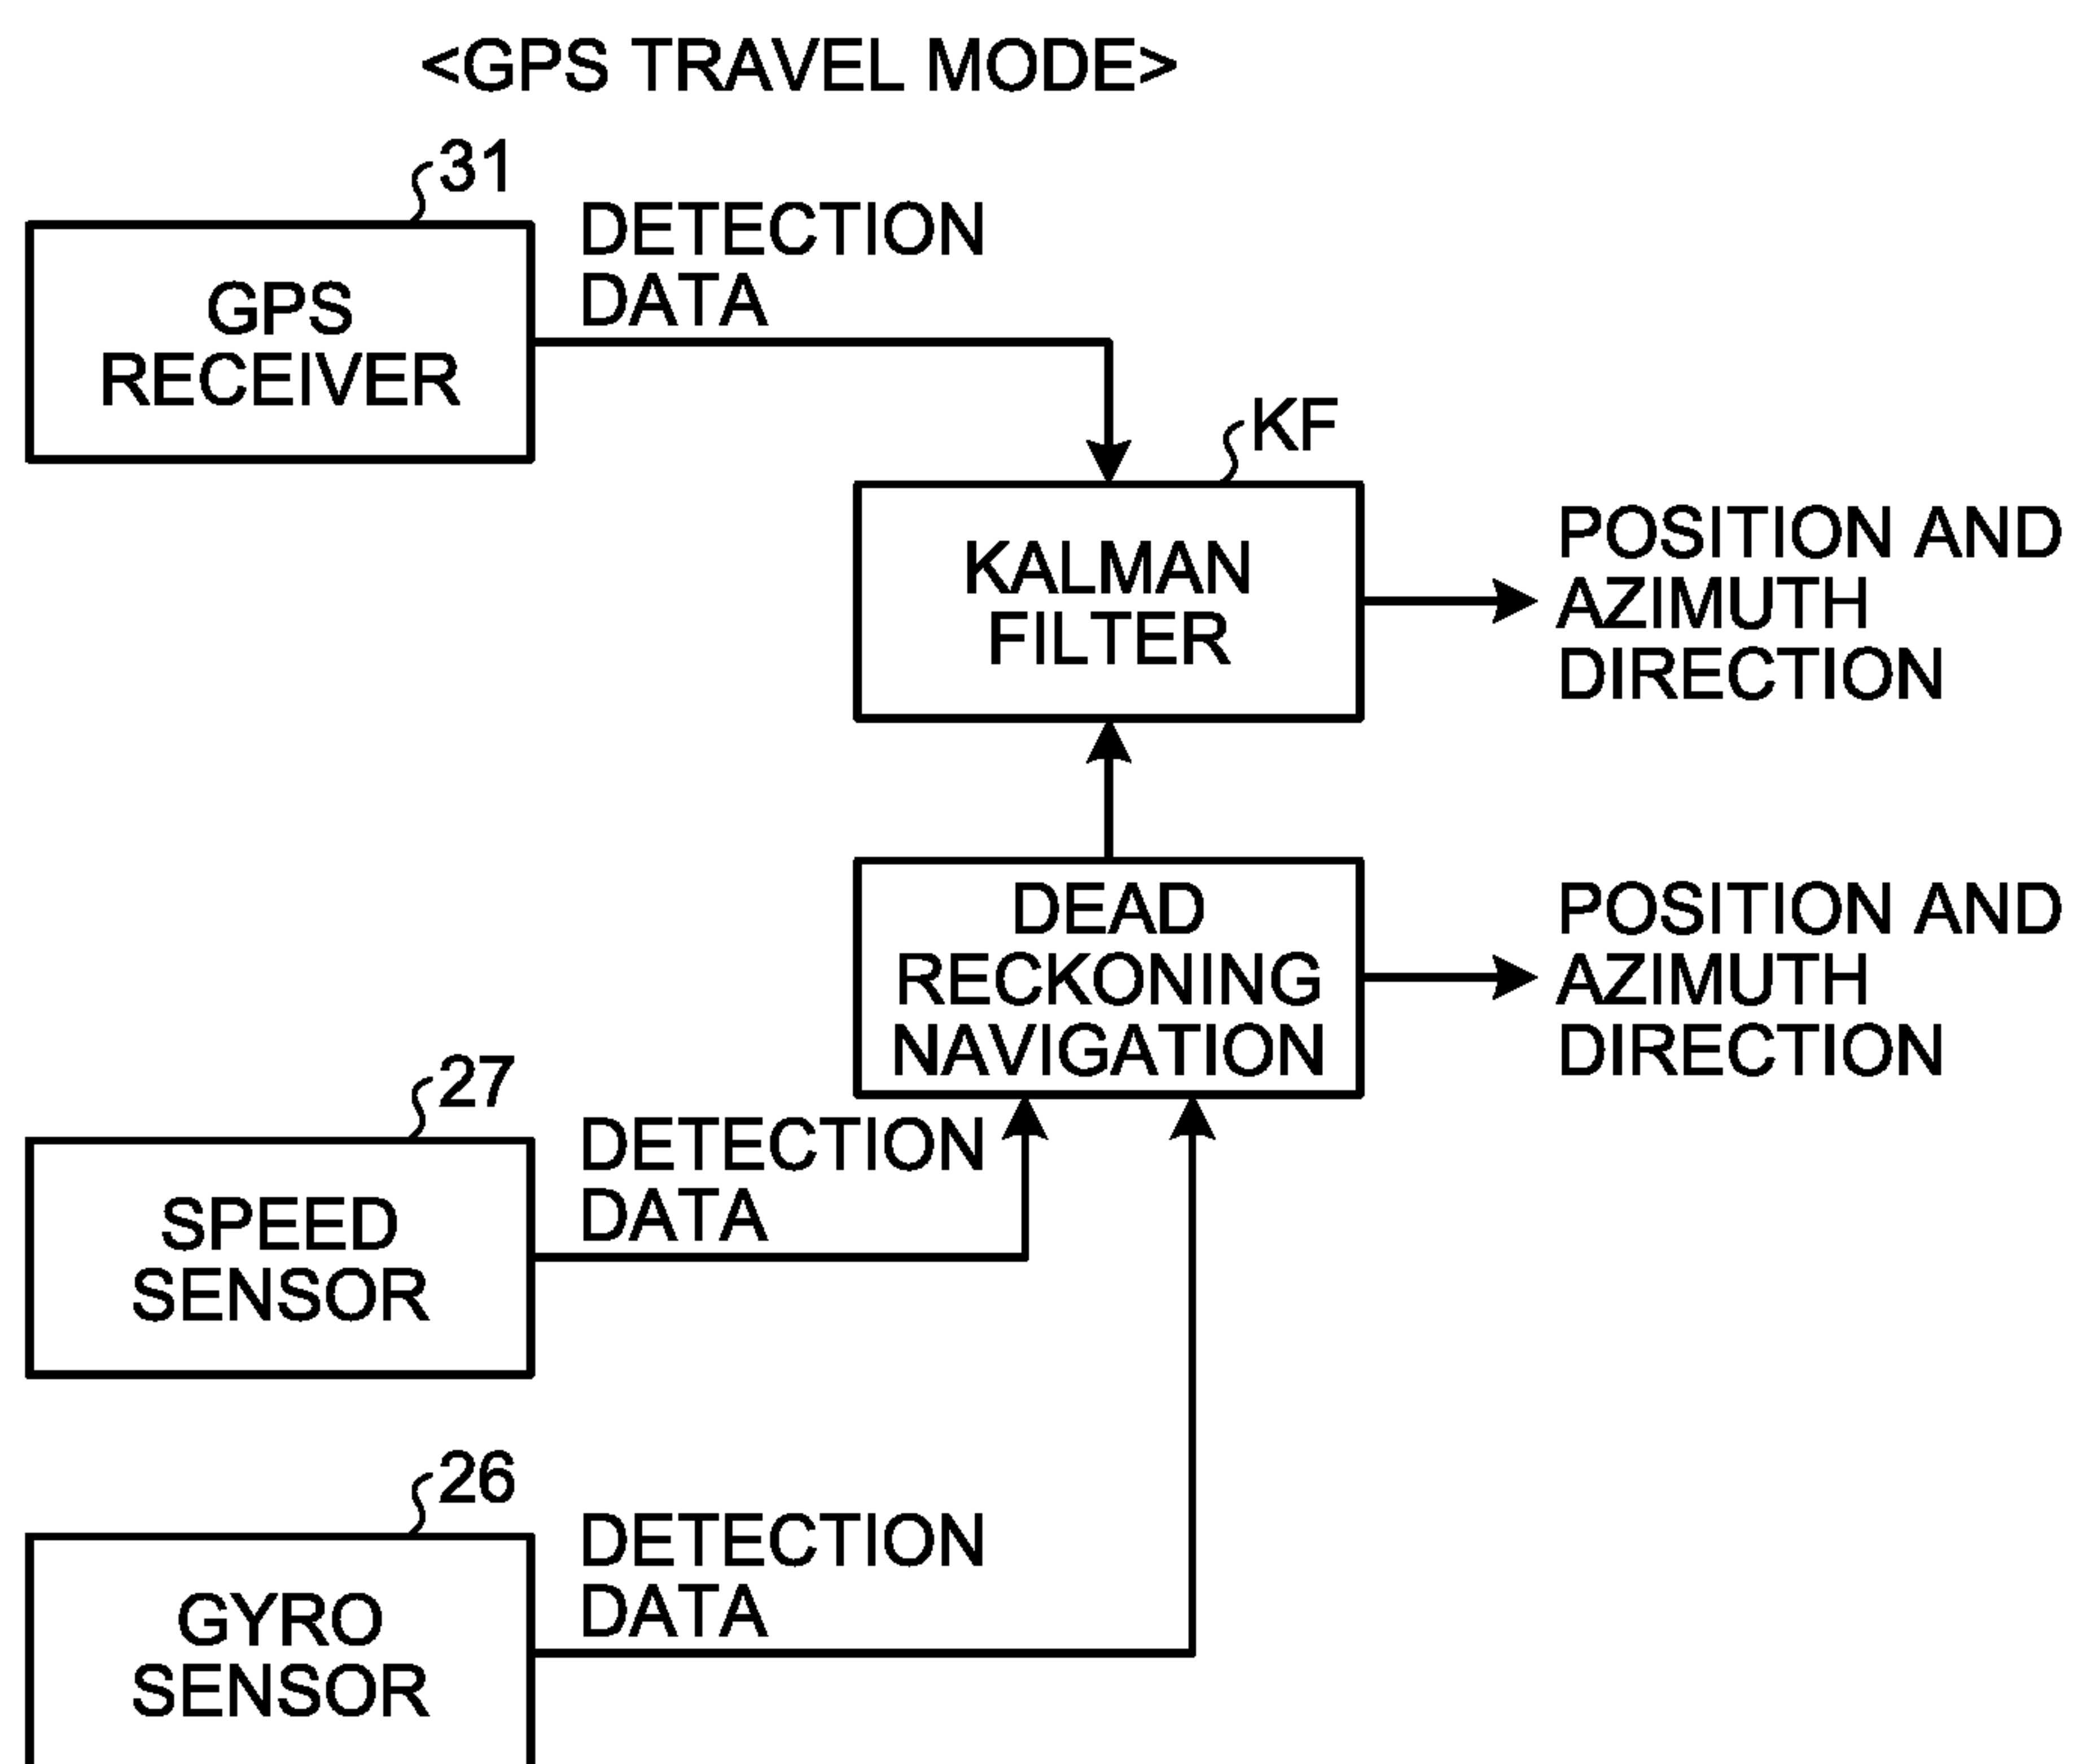 <GPS TRAVEL MODE>
31
GPS
RECEIVER
DETECTION
DATA
KF
KALMAN
FILTER
POSITION AND
AZIMUTH
DIRECTION
DEAD
RECKONING
NAVIGATION
POSITION AND
AZIMUTH
DIRECTION
27
SPEED
SENSOR
DETECTION
DATA
26
GYRO
SENSOR
DETECTION
DATA